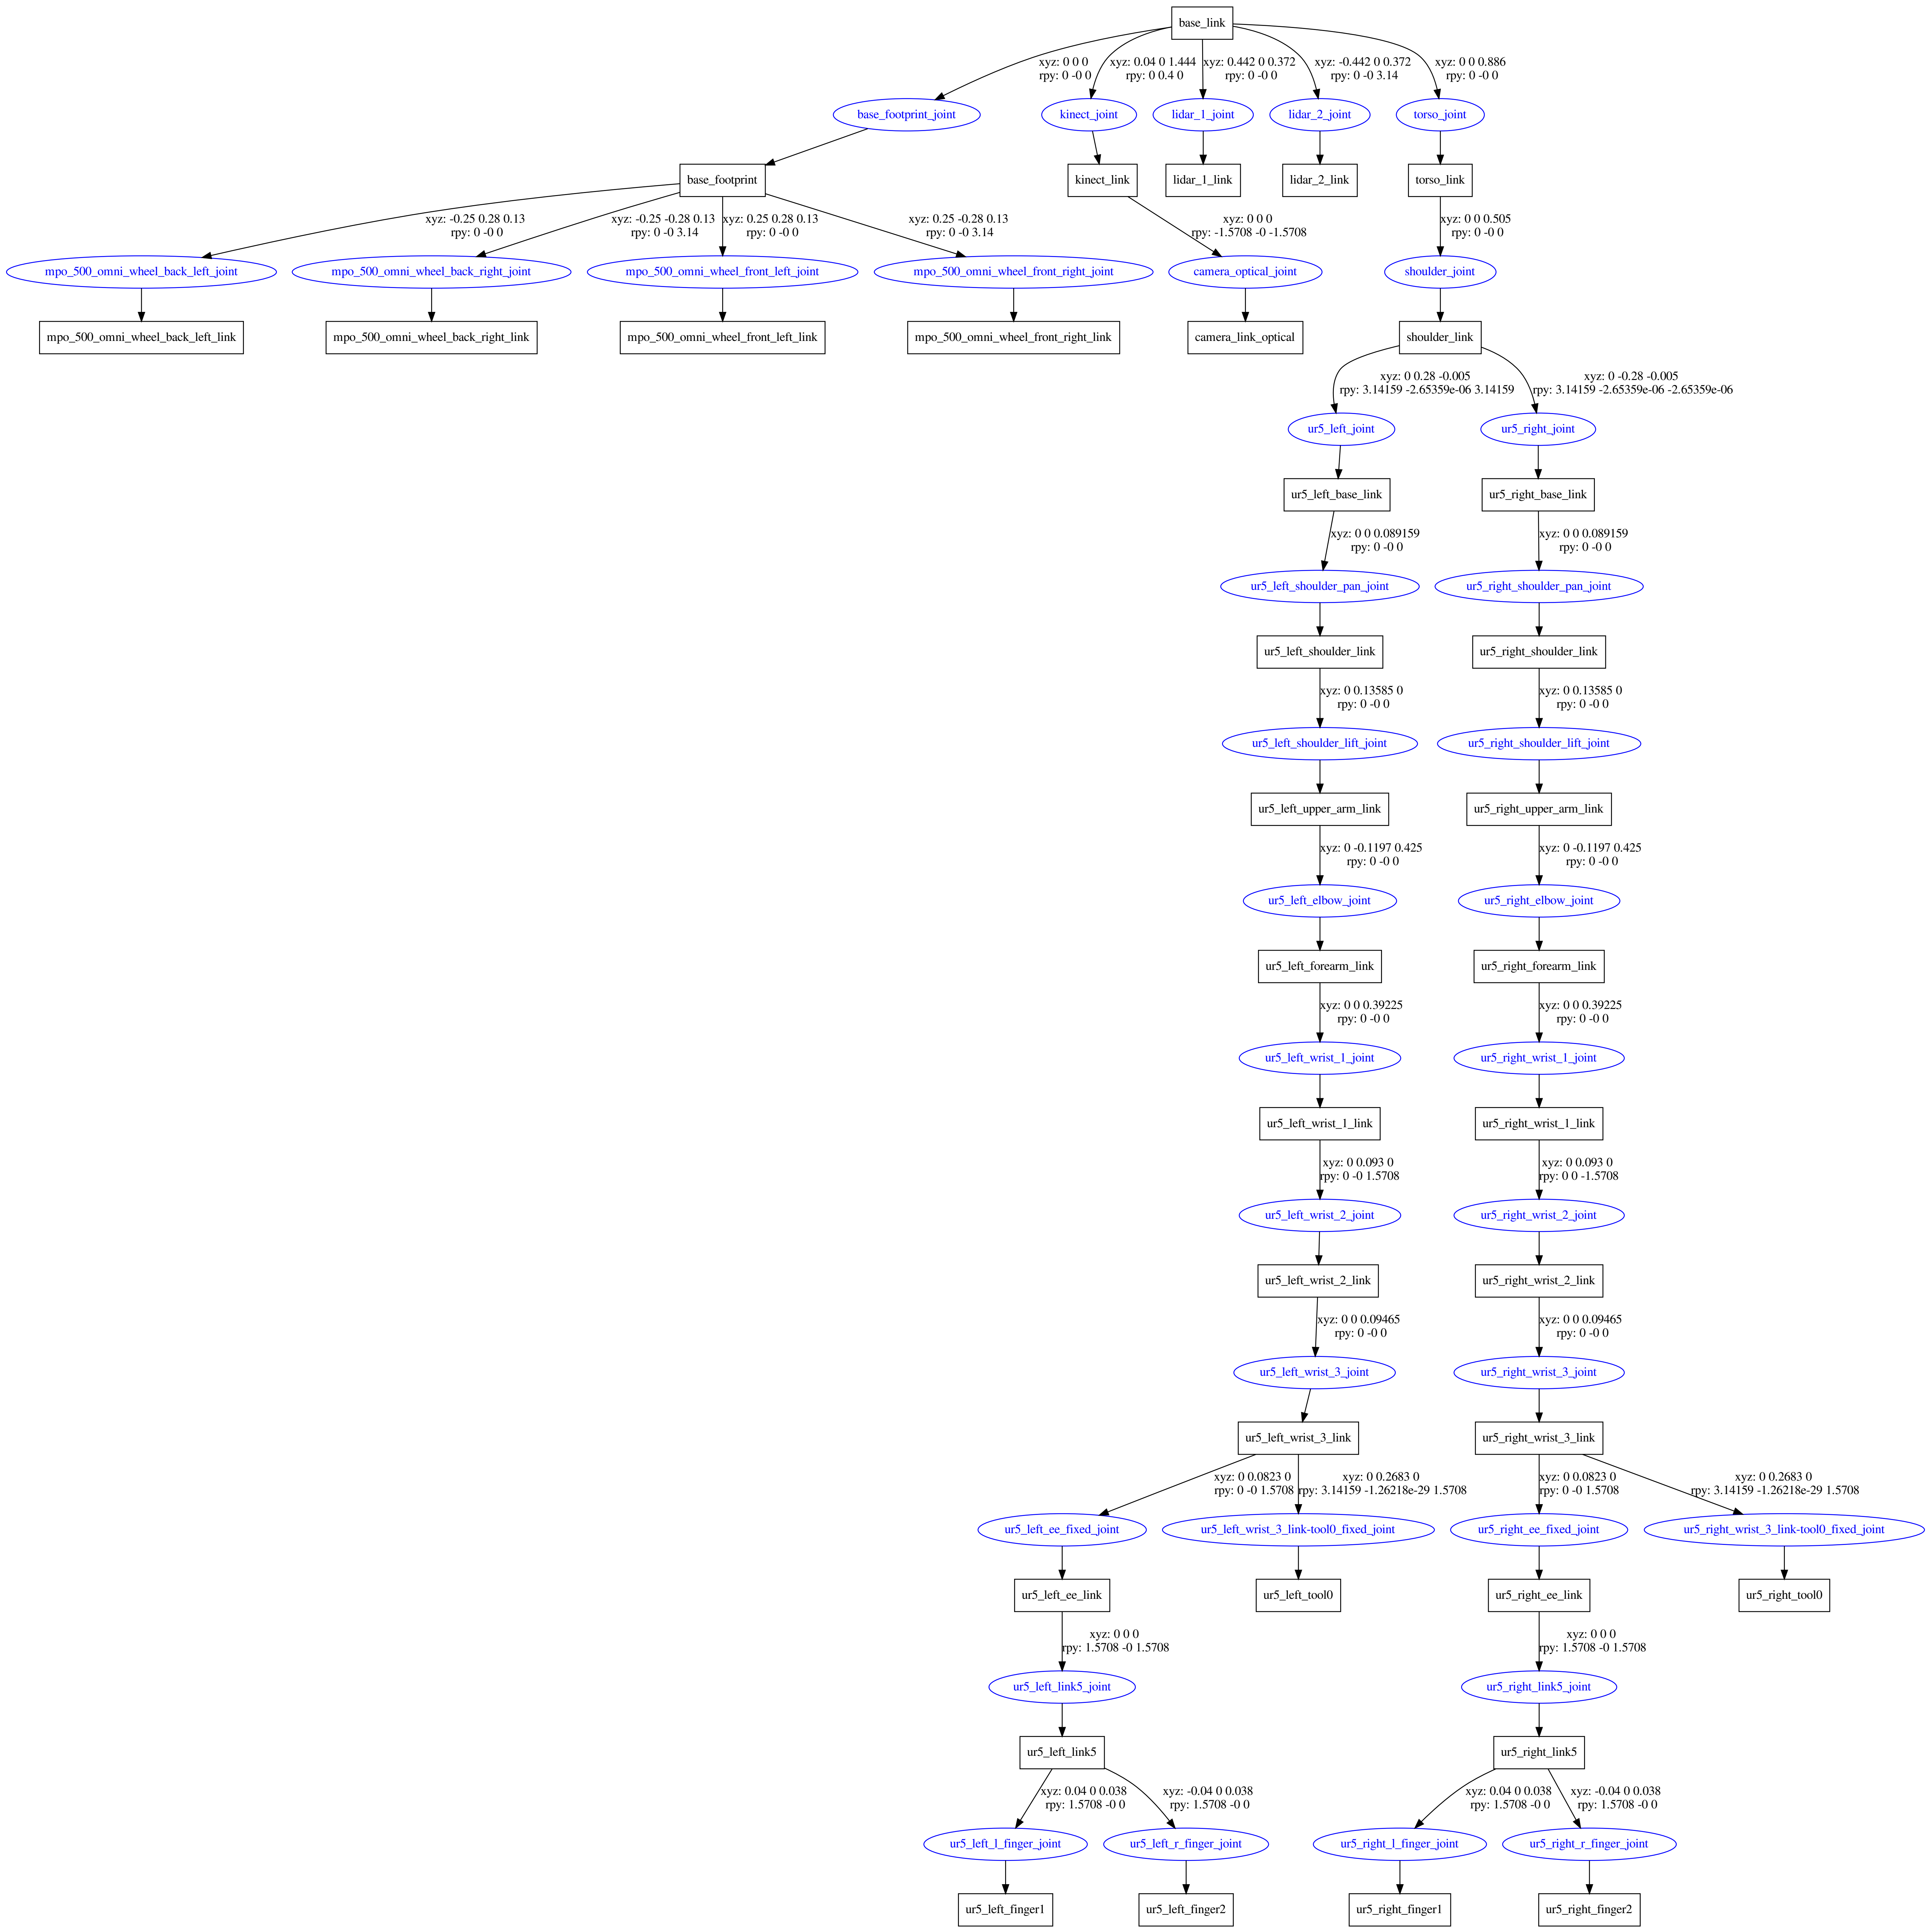 base_link
xyz: 0 0 0
rpy: 0 -0 0
xyz: 0.04 0 1.444
rpy: 0 0.4 0
xyz: 0.442 0 0.372
rpy: 0 -0 0
xyz: -0.442 0 0.372
rpy: 0 -0 3.14
xyz: 0 0 0.886
rpy: 0 -0 0
base_footprint_joint
kinect_joint
lidar_1_joint
lidar_2_joint
torso_joint
base_footprint
kinect_link
lidar_1_link
lidar_2_link
torso_link
xyz: -0.25 0.28 0.13
rpy: 0 -0 0
xyz: -0.25 -0.28 0.13
rpy: 0 -0 3.14
xyz: 0.25 0.28 0.13
rpy: 0 -0 0
xyz: 0.25 -0.28 0.13
rpy: 0 -0 3.14
xyz: 0 0 0
rpy: -1.5708 -0 -1.5708
xyz: 0 0 0.505
rpy: 0 -0 0
mpo_500_omni_wheel_back_left_joint
mpo_500_omni_wheel_back_right_joint
mpo_500_omni_wheel_front_left_joint
mpo_500_omni_wheel_front_right_joint
camera_optical_joint
shoulder_joint
mpo_500_omni_wheel_back_left_link
mpo_500_omni_wheel_back_right_link
mpo_500_omni_wheel_front_left_link
mpo_500_omni_wheel_front_right_link
camera_link_optical
shoulder_link
xyz: 0 0.28 -0.005
rpy: 3.14159 -2.65359e-06 3.14159
xyz: 0 -0.28 -0.005
rpy: 3.14159 -2.65359e-06 -2.65359e-06
ur5_left_joint
ur5_right_joint
ur5_left_base_link
ur5_right_base_link
xyz: 0 0 0.089159
rpy: 0 -0 0
xyz: 0 0 0.089159
rpy: 0 -0 0
ur5_left_shoulder_pan_joint
ur5_right_shoulder_pan_joint
ur5_left_shoulder_link
ur5_right_shoulder_link
xyz: 0 0.13585 0
rpy: 0 -0 0
xyz: 0 0.13585 0
rpy: 0 -0 0
ur5_left_shoulder_lift_joint
ur5_right_shoulder_lift_joint
ur5_left_upper_arm_link
ur5_right_upper_arm_link
xyz: 0 -0.1197 0.425
rpy: 0 -0 0
xyz: 0 -0.1197 0.425
rpy: 0 -0 0
ur5_left_elbow_joint
ur5_right_elbow_joint
ur5_left_forearm_link
ur5_right_forearm_link
xyz: 0 0 0.39225
rpy: 0 -0 0
xyz: 0 0 0.39225
rpy: 0 -0 0
ur5_left_wrist_1_joint
ur5_right_wrist_1_joint
ur5_left_wrist_1_link
ur5_right_wrist_1_link
xyz: 0 0.093 0
rpy: 0 -0 1.5708
xyz: 0 0.093 0
rpy: 0 0 -1.5708
ur5_left_wrist_2_joint
ur5_right_wrist_2_joint
ur5_left_wrist_2_link
ur5_right_wrist_2_link
xyz: 0 0 0.09465
rpy: 0 -0 0
xyz: 0 0 0.09465
rpy: 0 -0 0
ur5_left_wrist_3_joint
ur5_right_wrist_3_joint
ur5_left_wrist_3_link
ur5_right_wrist_3_link
xyz: 0 0.0823 0
rpy: 0 -0 1.5708
xyz: 0 0.2683 0
rpy: 3.14159 -1.26218e-29 1.5708
xyz: 0 0.0823 0
rpy: 0 -0 1.5708
xyz: 0 0.2683 0
rpy: 3.14159 -1.26218e-29 1.5708
ur5_left_ee_fixed_joint
ur5_left_wrist_3_link-tool0_fixed_joint
ur5_right_ee_fixed_joint
ur5_right_wrist_3_link-tool0_fixed_joint
ur5_left_ee_link
ur5_left_tool0
ur5_right_ee_link
ur5_right_tool0
xyz: 0 0 0
rpy: 1.5708 -0 1.5708
xyz: 0 0 0
rpy: 1.5708 -0 1.5708
ur5_left_link5_joint
ur5_right_link5_joint
ur5_left_link5
ur5_right_link5
xyz: 0.04 0 0.038
rpy: 1.5708 -0 0
xyz: -0.04 0 0.038
rpy: 1.5708 -0 0
xyz: 0.04 0 0.038
rpy: 1.5708 -0 0
xyz: -0.04 0 0.038
rpy: 1.5708 -0 0
ur5_left_l_finger_joint
ur5_left_r_finger_joint
ur5_right_l_finger_joint
ur5_right_r_finger_joint
ur5_left_finger1
ur5_left_finger2
ur5_right_finger1
ur5_right_finger2